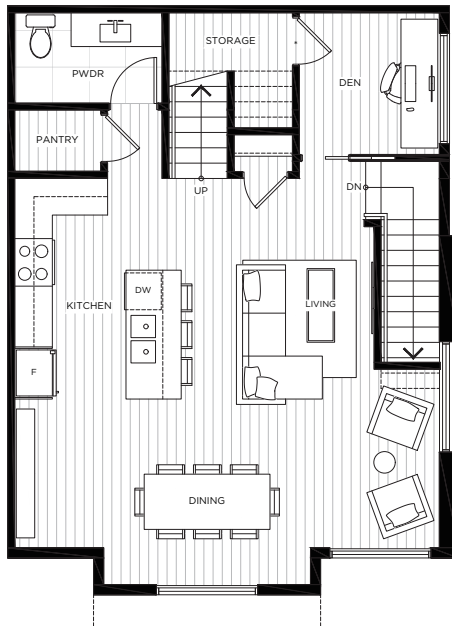 STORAGE
PWDR
DEN
PANTRY
UP
DN
DW
KITCHEN
LIVING
F
DINING